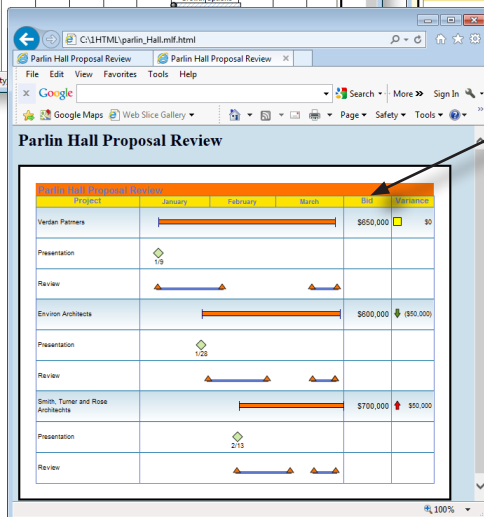 C:\1HTML\parlin_Hall.mlf.html
Parlin Hall Proposal Review
Parlin Hall Proposal Review
File Edit View Favorites Tools Help
Google Search More » Sign In
Google Maps Web Slice Gallery Page Safety Tools
Parlin Hall Proposal Review
Parlin Hall Proposal Review
Project January February March Bid Variance
Verdan Patrners $650,000 $0
Presentation
1/9
Review
Environ Architects $600,000 ($50,000)
Presentation
1/28
Review
Smith, Turner and Rose
Architechts $700,000 $50,000
Presentation
2/13
Review
100%